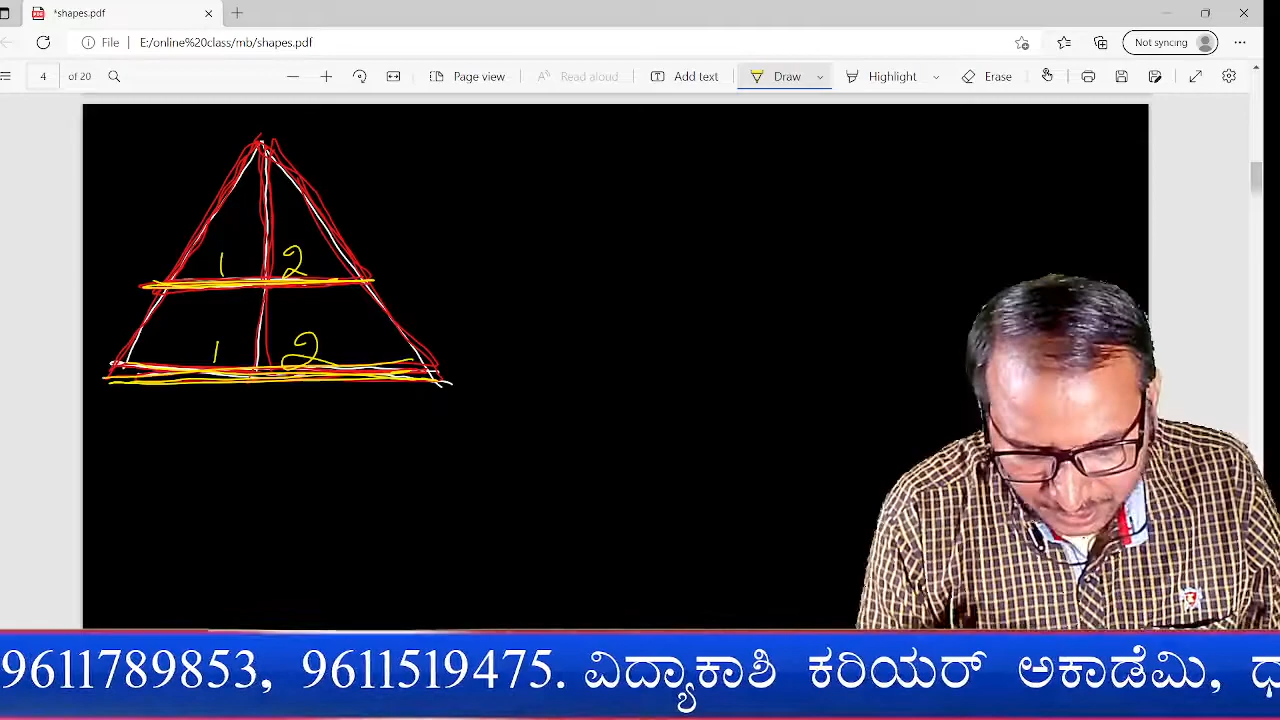 *shapes.pdf
File E:/online%20class/mb/shapes.pdf Not syncing
4 of 20 Page view Read aloud Add text Draw Highlight Erase
1 2
1 2
9611789853, 9611519475. ವಿದ್ಯಾಕಾಶಿ ಕರಿಯರ್ ಅಕಾಡೆಮಿ,